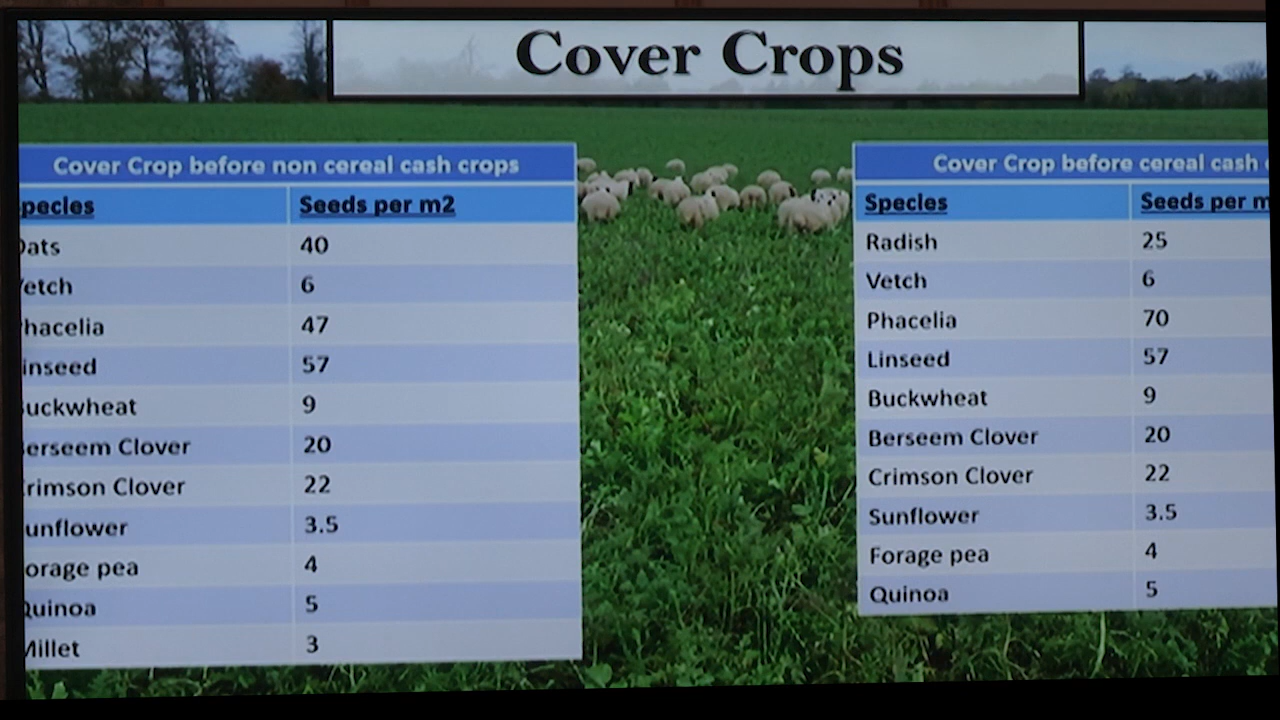 Cover Crops
Cover Crop before non cereal cash crops
pecies Seeds per m2
Oats 40
etch 6
hacelia 47
inseed 57
uckwheat 9
erseem Clover 20
rimson Clover 22
unflower 3.5
orage pea 4
Quinoa 5
Millet 3
Cover Crop before cereal cash
Species Seeds per m
Radish 25
Vetch 6
Phacelia 70
Linseed 57
Buckwheat 9
Berseem Clover 20
Crimson Clover 22
Sunflower 3.5
Forage pea 4
Quinoa 5